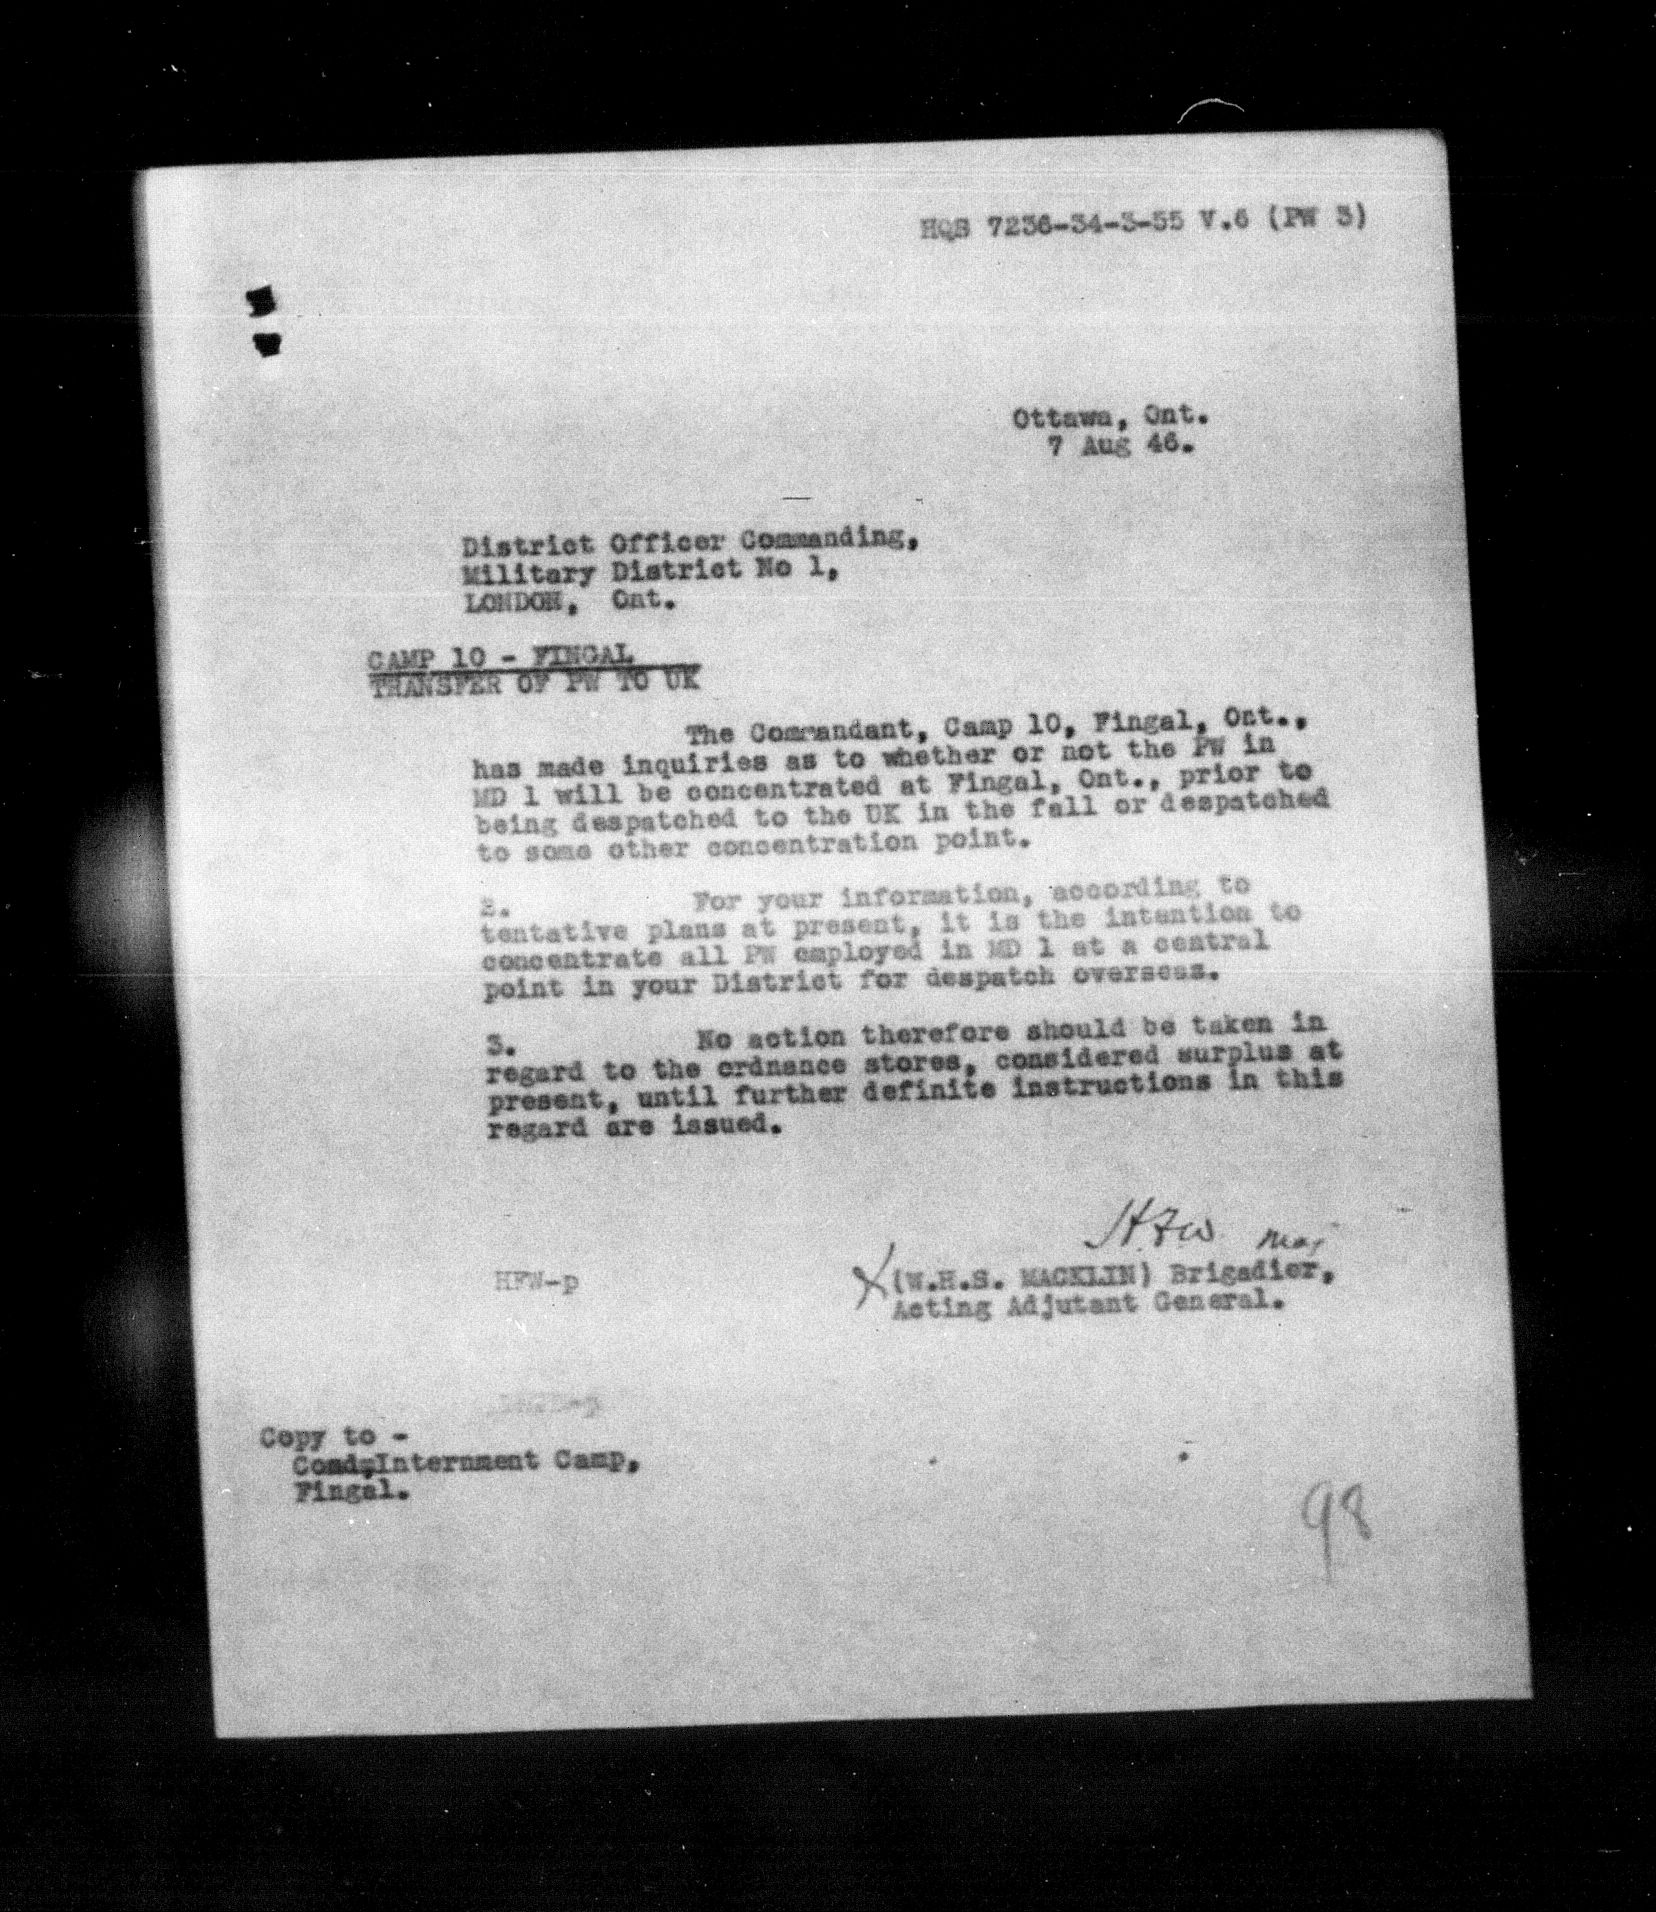 HQS 7236-34-3-55 V.6 (PW 3)
Ottawa, Ont.
7 Aug 46.
District Officer Commanding,
Military District No 1,
LONDON, Ont.
CAMP 10 - FINGAL
TRANSFER OF PW TO UK
The Commandant, Camp 10, Fingal, Ont.,
has made inquiries as to whether or not the PW in
MD 1 will be concentrated at Fingal, Ont., prior to
being despatched to the UK in the fall or despatched
to some other concentration point.
2. For your information, according to
tentative plans at present, it is the intention to
concentrate all PW employed in MD 1 at a central
point in your District for despatch overseas.
3. No action therefore should be taken in
regard to the ordnance stores, considered surplus at
present, until further definite instructions in this
regard are issued.
H.F.W. Maj
HFW-p
X (W.H.S. MACKLIN) Brigadier,
Acting Adjutant General.
Copy to -
Comd, Internment Camp,
Fingal.
98